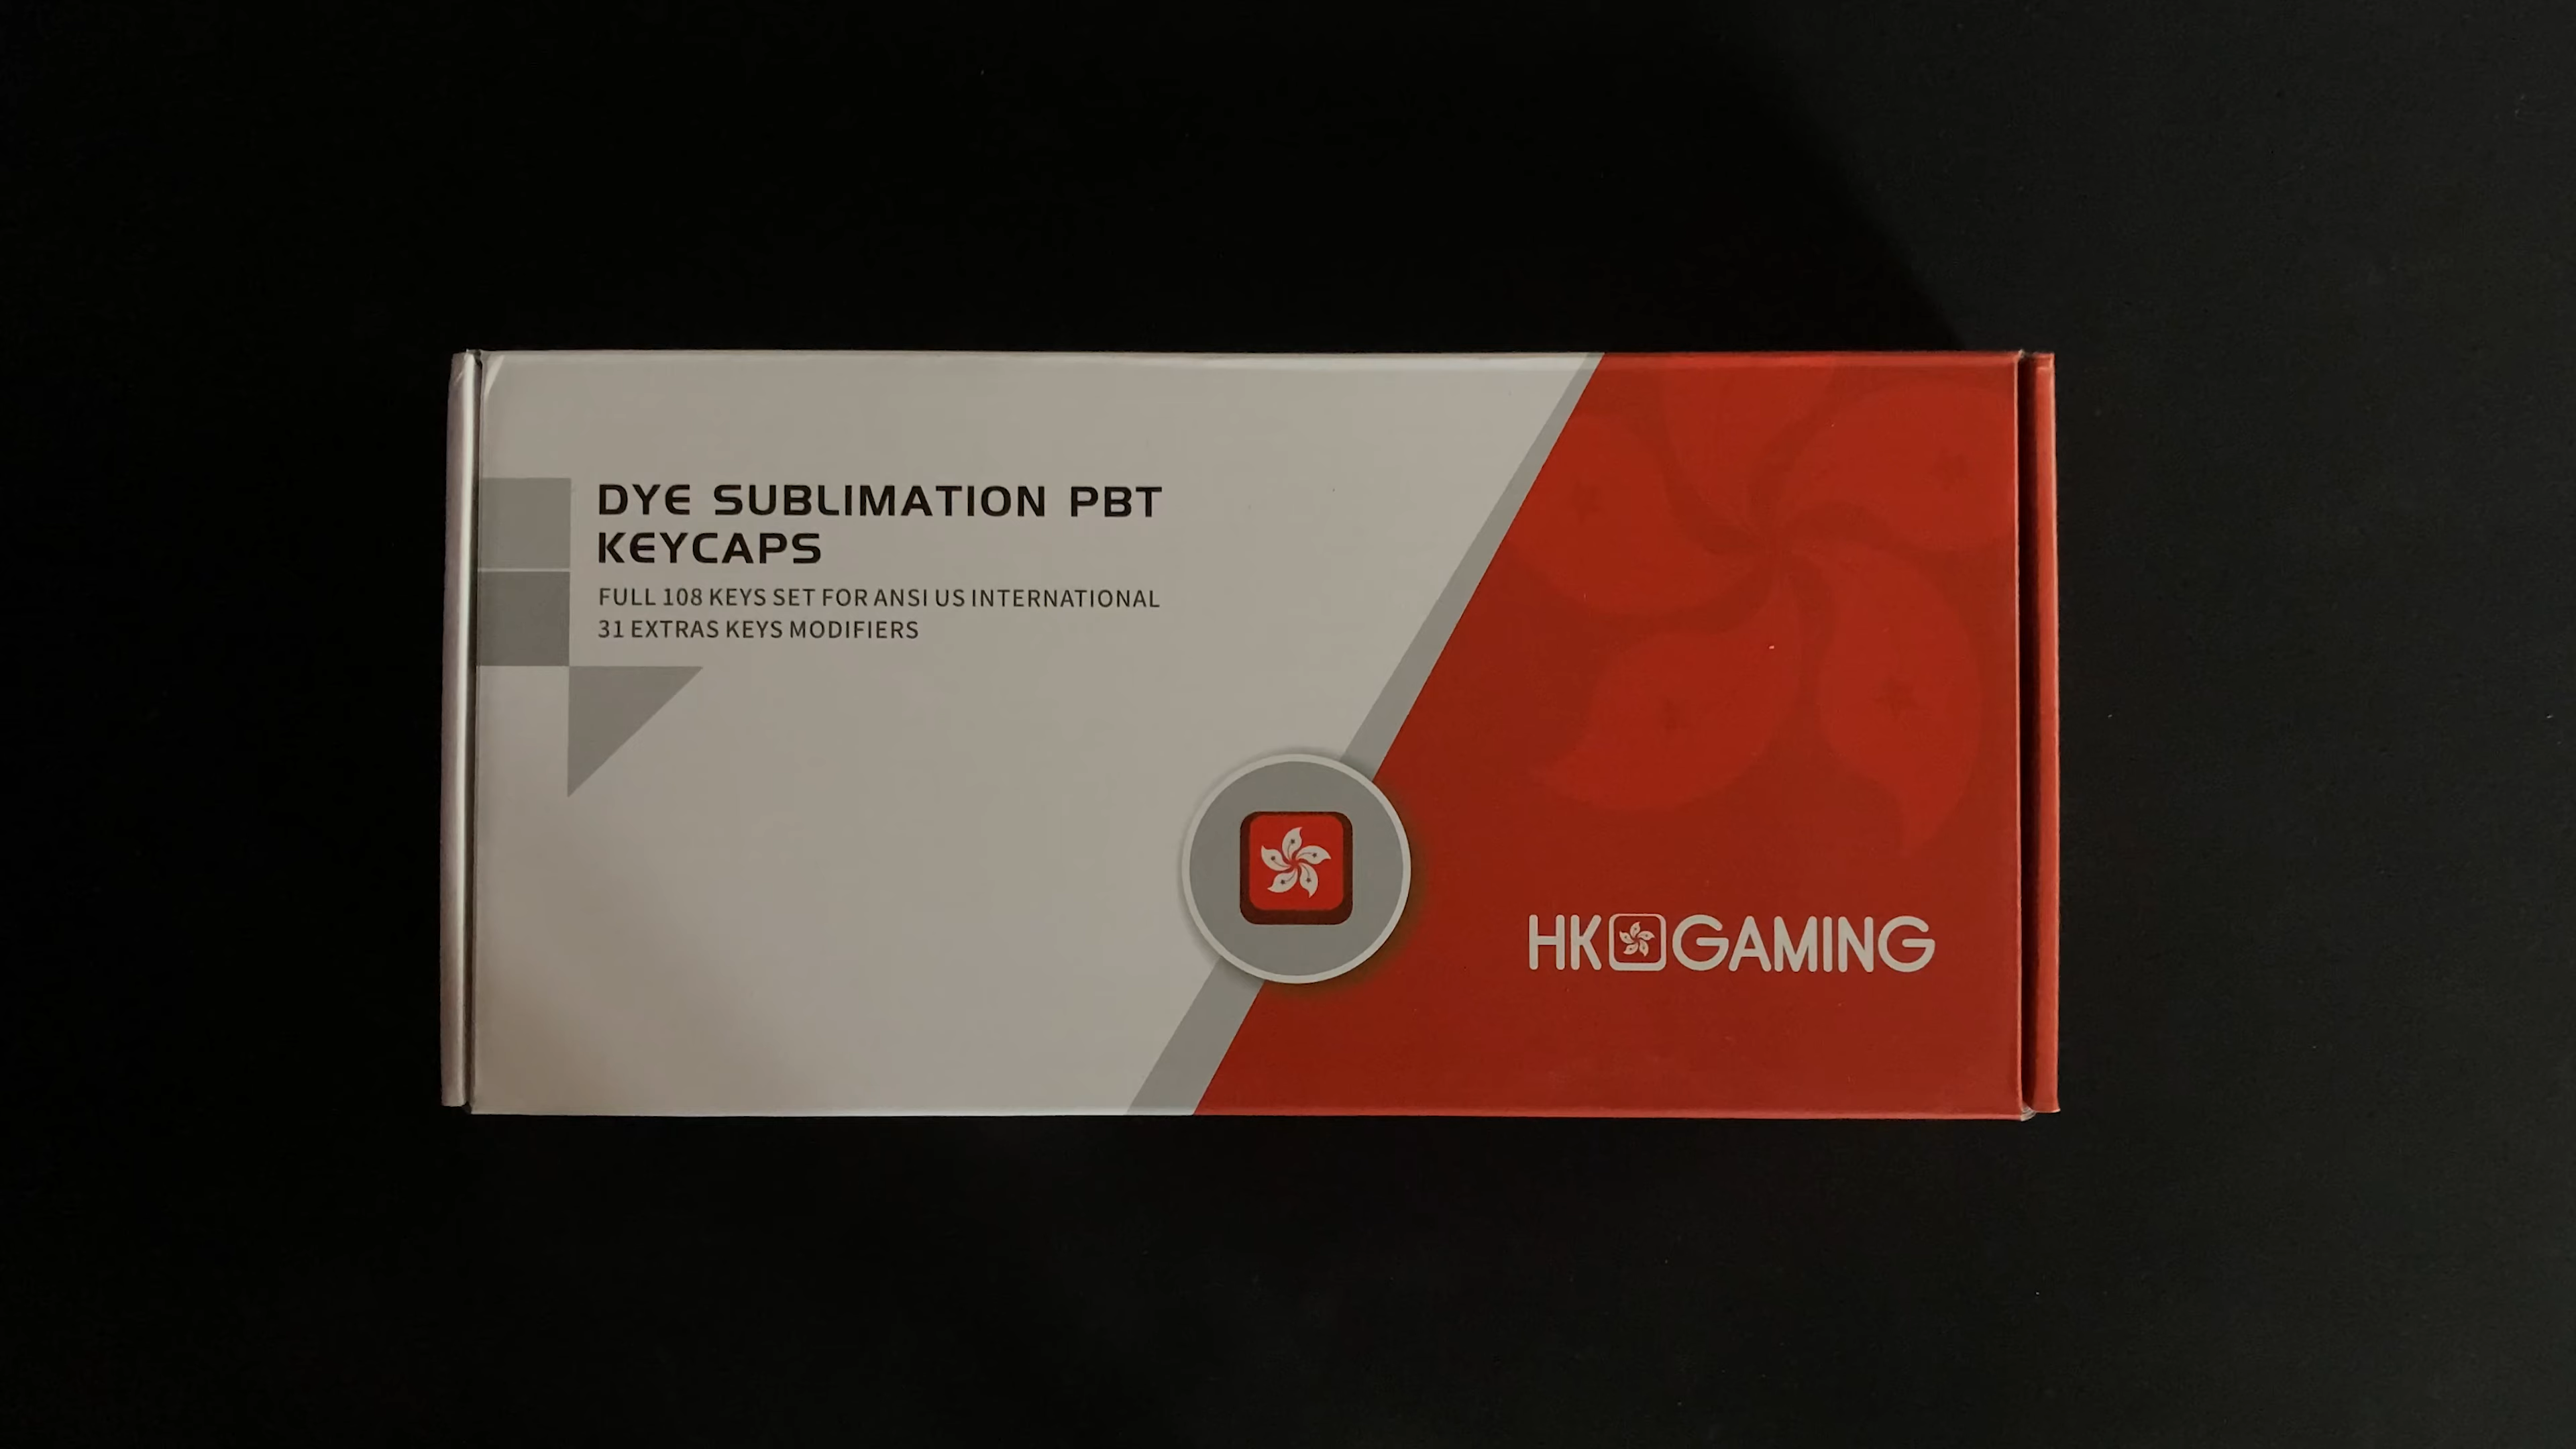 DYE SUBLIMATION PBT
KEYCAPS
FULL 108 KEYS SET FOR ANSI US INTERNATIONAL
31 EXTRAS KEYS MODIFIERS
HK GAMING